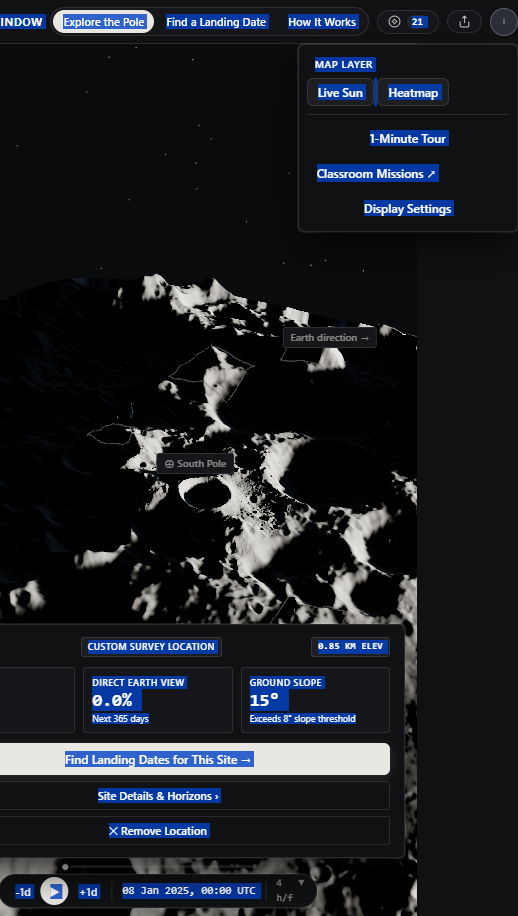 INDOW Explore the Pole Find a Landing Date How It Works 21
MAP LAYER
Live Sun Heatmap
1-Minute Tour
Classroom Missions ↗
Display Settings
Earth direction →
South Pole
CUSTOM SURVEY LOCATION 0.85 KM ELEV
DIRECT EARTH VIEW
0.0%
Next 365 days
GROUND SLOPE
15°
Exceeds 8° slope threshold
Find Landing Dates for This Site →
Site Details & Horizons ›
✕ Remove Location
-1d ▶ +1d 08 Jan 2025, 00:00 UTC 4 h/f ▼